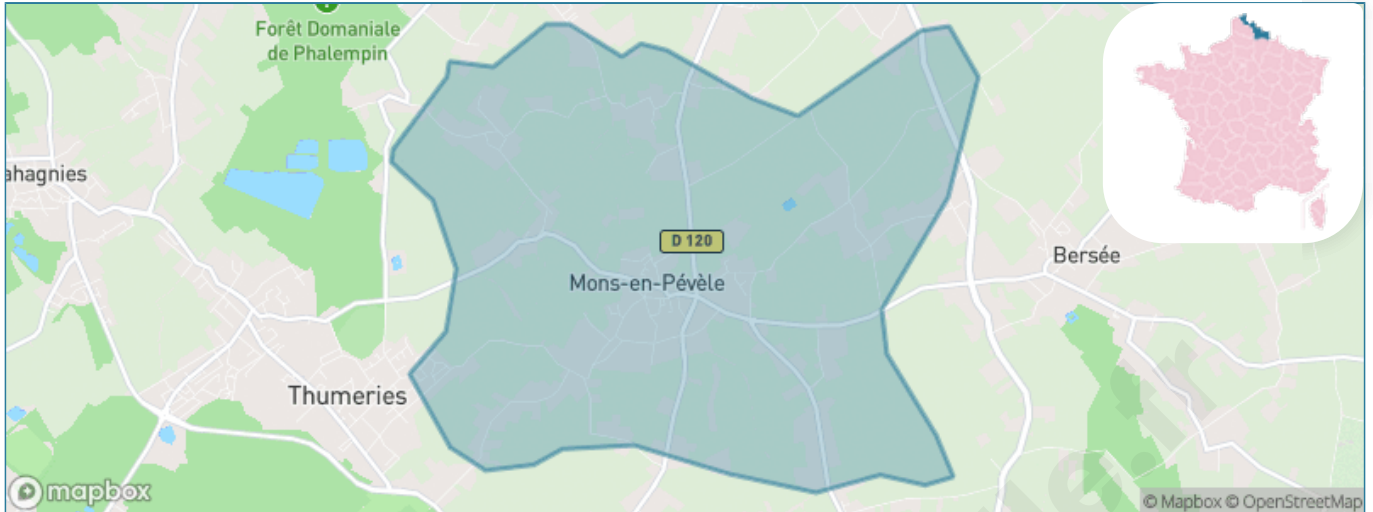 Forêt Domaniale
de Phalempin
ahagnies
D 120
Mons-en-Pévèle
Bersée
Thumeries
mapbox
© Mapbox © OpenStreetMap